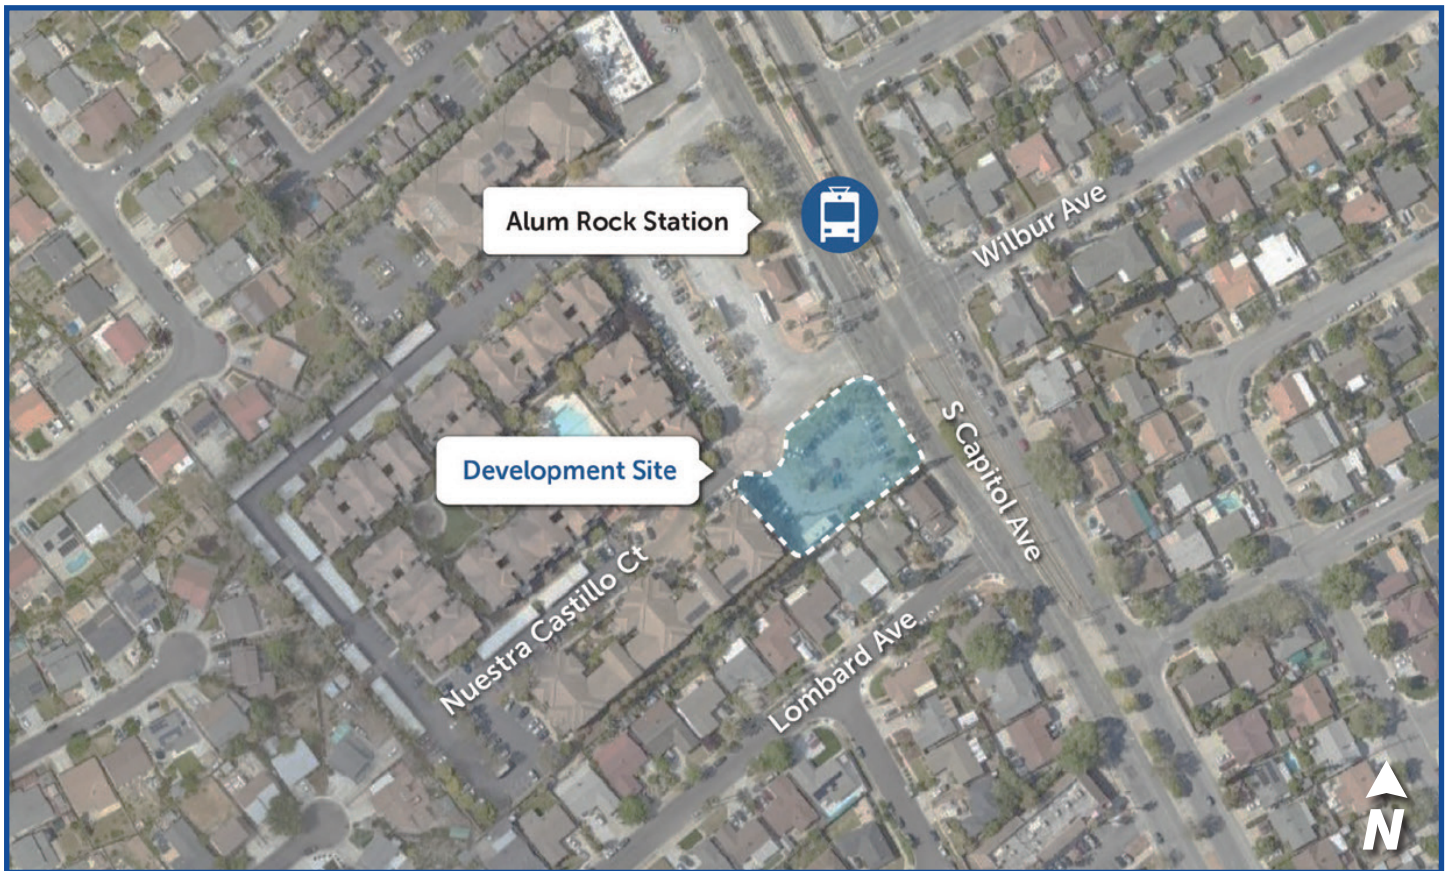 Alum Rock Station
Wilbur Ave
Development Site
S Capitol Ave
Nuestra Castillo Ct
Lombard Ave
N